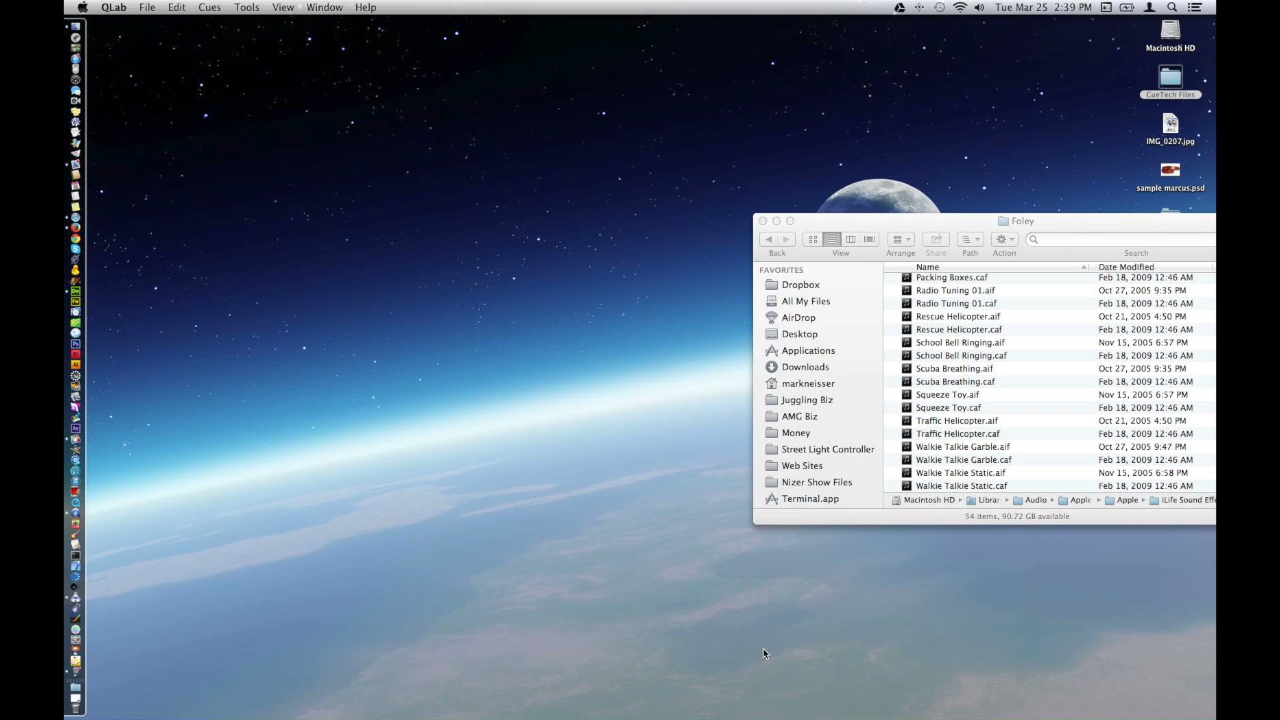 QLab File Edit Cues Tools View Window Help Tue Mar 25 2:39 PM
Macintosh HD
CueTech Files
IMG_0207.jpg
sample marcus.psd
Foley
Back View Arrange Share Path Action Search
FAVORITES
Dropbox
All My Files
AirDrop
Desktop
Applications
Downloads
markneisser
Juggling Biz
AMG Biz
Money
Street Light Controller
Web Sites
Nizer Show Files
Terminal.app
Name Date Modified
Packing Boxes.caf Feb 18, 2009 12:46 AM
Radio Tuning 01.aif Oct 27, 2005 9:35 PM
Radio Tuning 01.caf Feb 18, 2009 12:46 AM
Rescue Helicopter.aif Oct 21, 2005 4:50 PM
Rescue Helicopter.caf Feb 18, 2009 12:46 AM
School Bell Ringing.aif Nov 15, 2005 6:57 PM
School Bell Ringing.caf Feb 18, 2009 12:46 AM
Scuba Breathing.aif Oct 27, 2005 9:35 PM
Scuba Breathing.caf Feb 18, 2009 12:46 AM
Squeeze Toy.aif Nov 15, 2005 6:57 PM
Squeeze Toy.caf Feb 18, 2009 12:46 AM
Traffic Helicopter.aif Oct 21, 2005 4:50 PM
Traffic Helicopter.caf Feb 18, 2009 12:46 AM
Walkie Talkie Garble.aif Oct 27, 2005 9:47 PM
Walkie Talkie Garble.caf Feb 18, 2009 12:46 AM
Walkie Talkie Static.aif Nov 15, 2005 6:58 PM
Walkie Talkie Static.caf Feb 18, 2009 12:46 AM
Macintosh HD Librar Audio Apple Apple iLife Sound Effe
54 items, 90.72 GB available